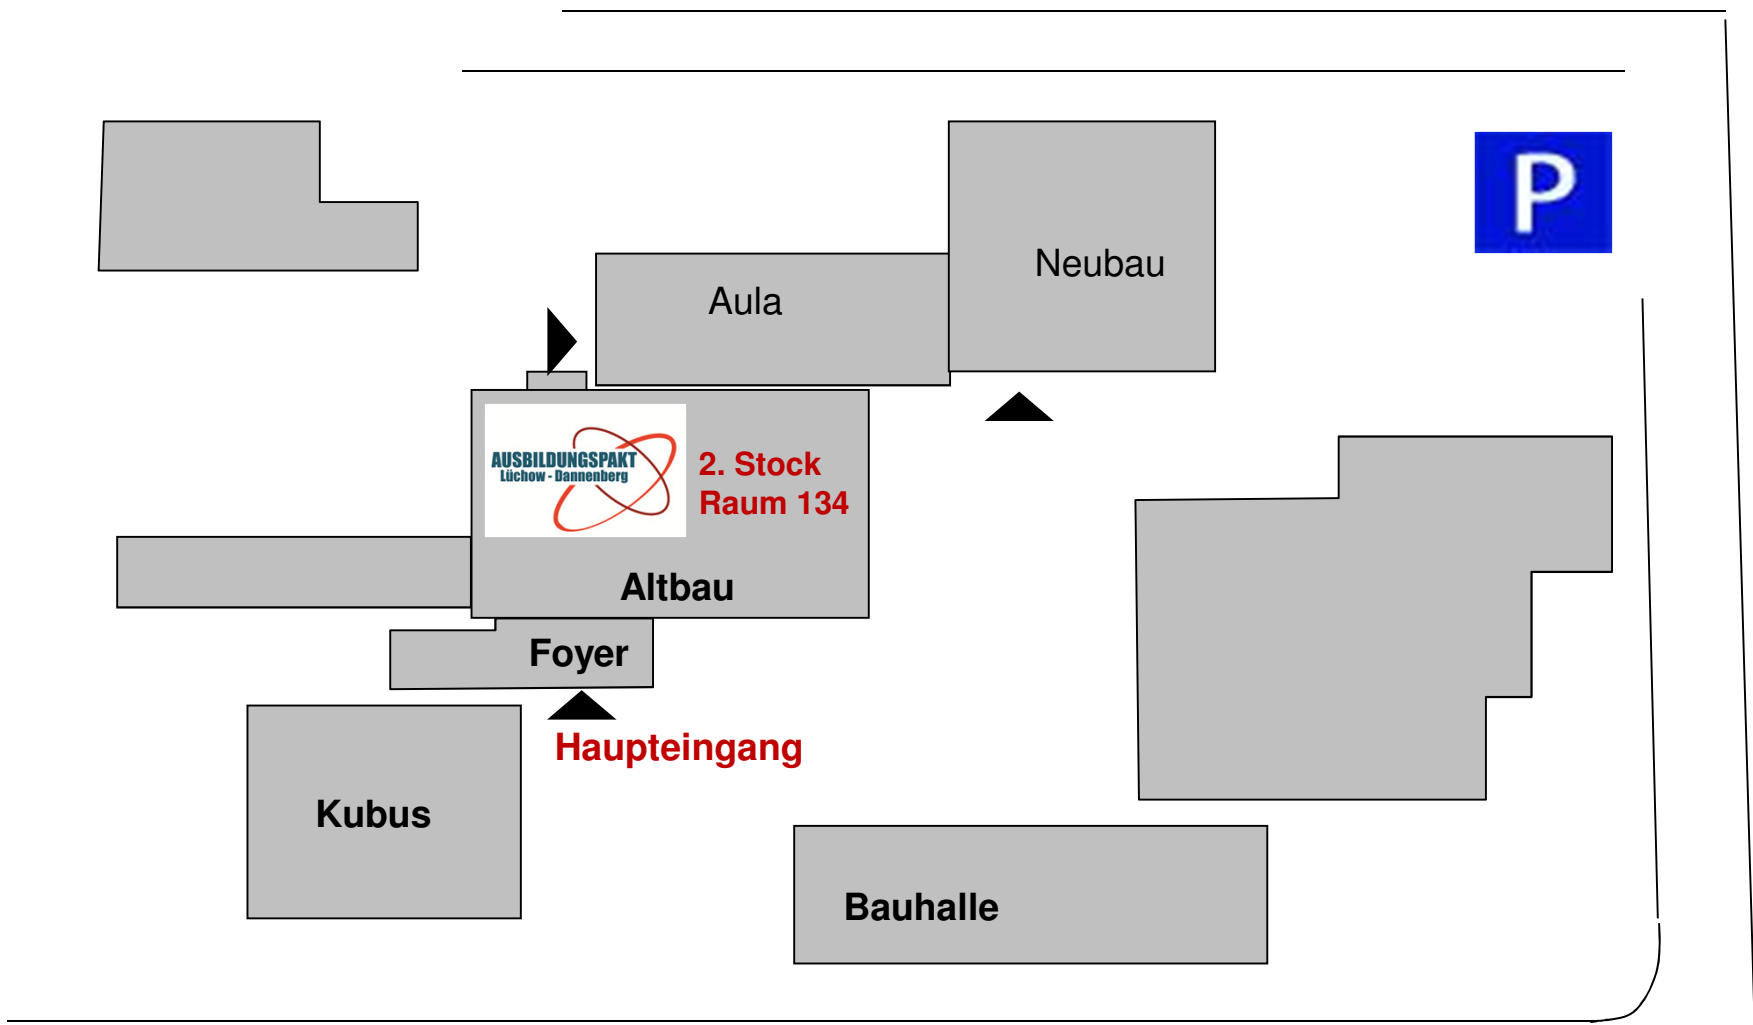 P
Neubau
Aula
AUSBILDUNGSPAKT
Lüchow - Dannenberg
2. Stock
Raum 134
Altbau
Foyer
Haupteingang
Kubus
Bauhalle